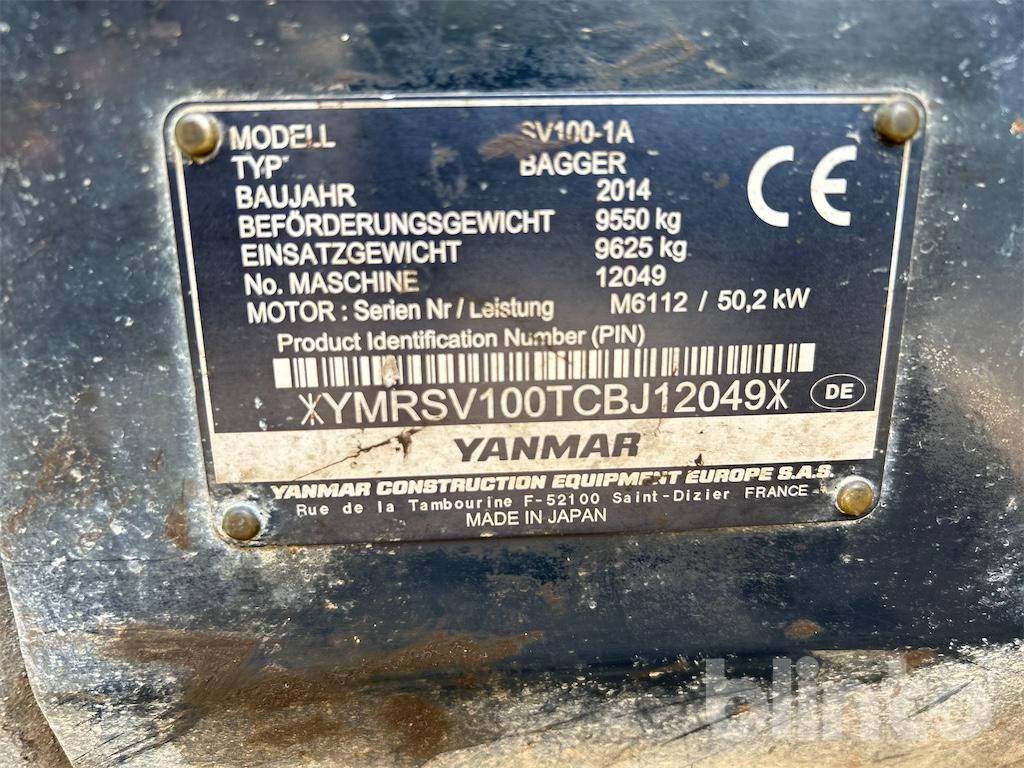 MODELL SV100-1A
TYP BAGGER
BAUJAHR 2014
BEFÖRDERUNGSGEWICHT 9550 kg
EINSATZGEWICHT 9625 kg
No. MASCHINE 12049
MOTOR : Serien Nr / Leistung M6112 / 50,2 kW
CE
Product Identification Number (PIN)
*YMRSV100TCBJ12049*
DE
YANMAR
YANMAR CONSTRUCTION EQUIPMENT EUROPE S.A.S.
Rue de la Tambourine F-52100 Saint-Dizier FRANCE
MADE IN JAPAN
blinto